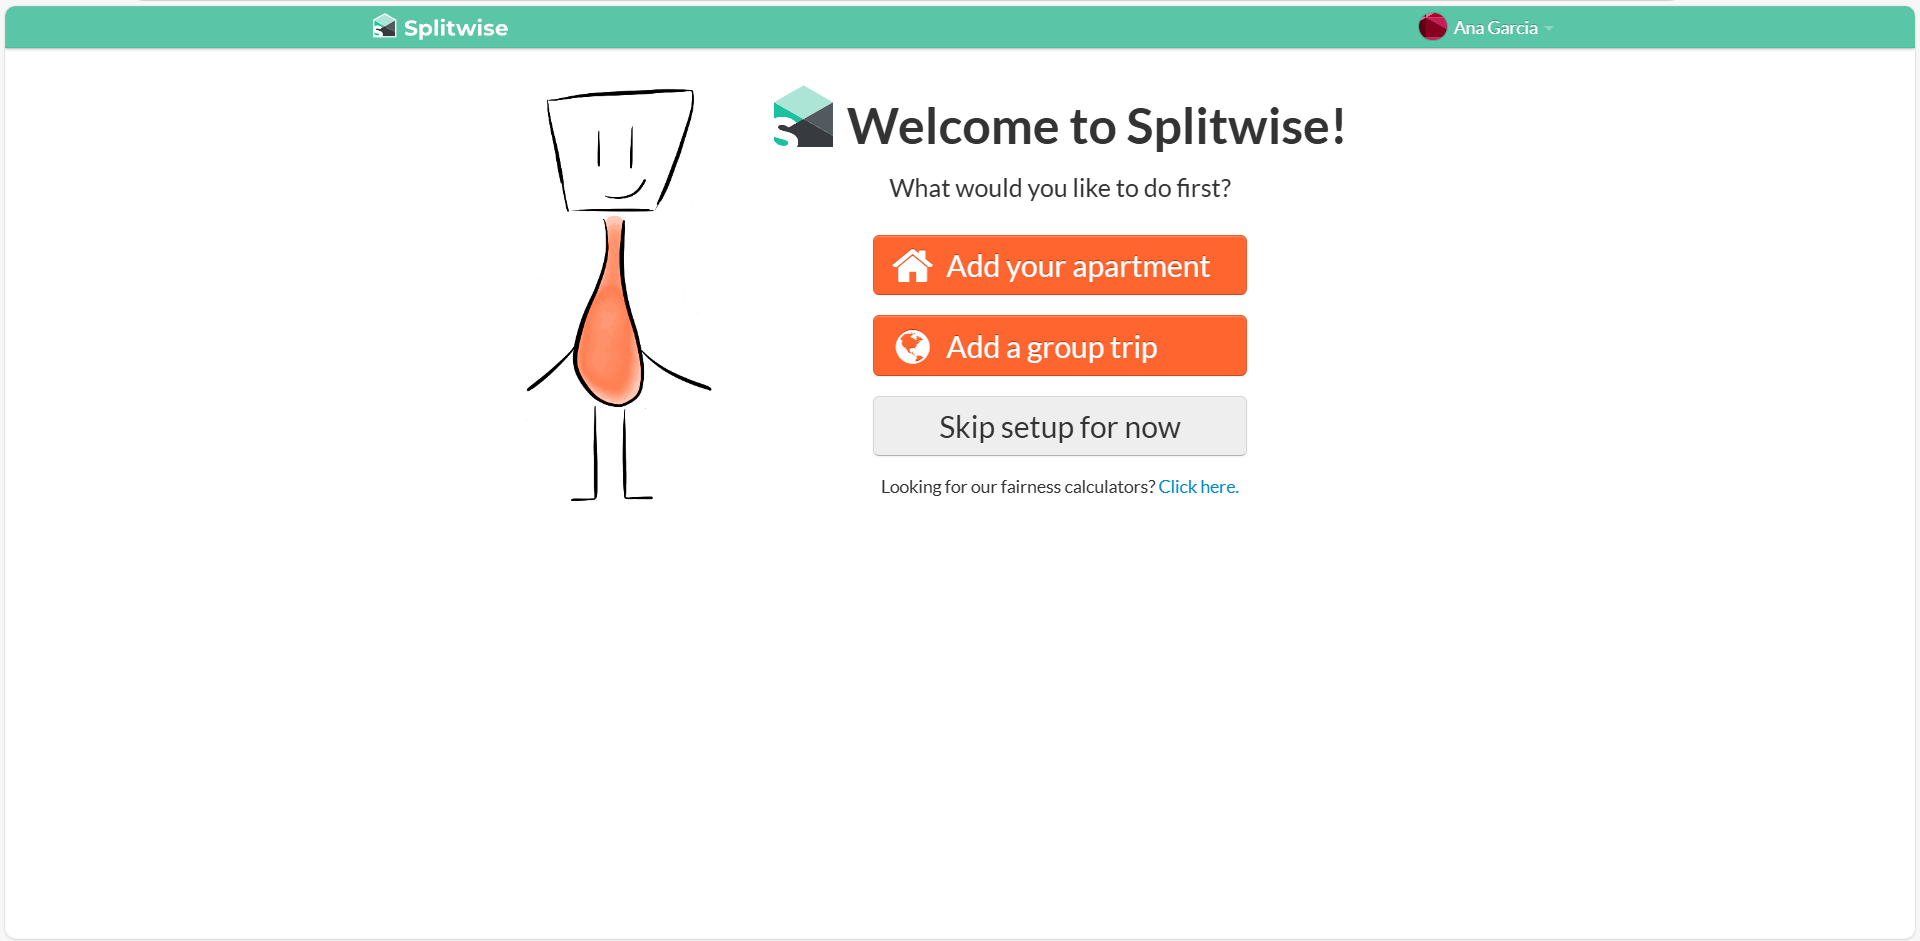 Splitwise
Ana Garcia
Welcome to Splitwise!
What would you like to do first?
Add your apartment
Add a group trip
Skip setup for now
Looking for our fairness calculators? Click here.